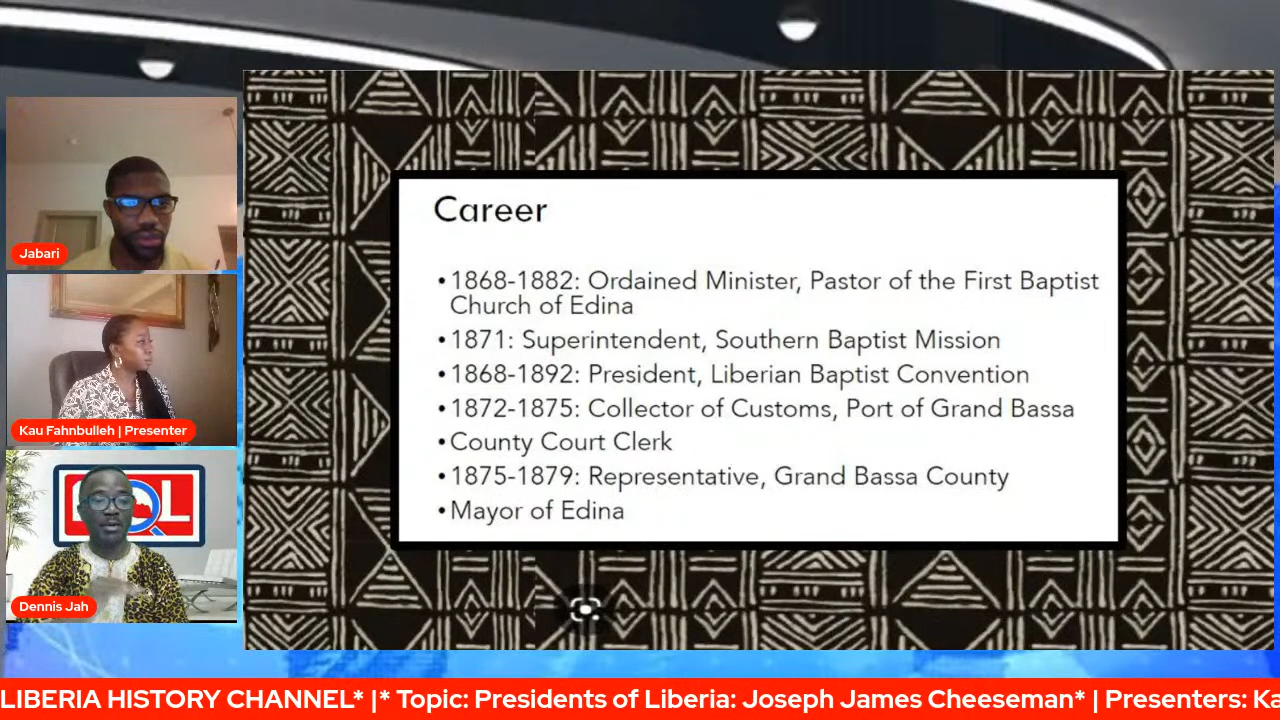 Career
•1868-1882: Ordained Minister, Pastor of the First Baptist
Church of Edina
•1871: Superintendent, Southern Baptist Mission
•1868-1892: President, Liberian Baptist Convention
•1872-1875: Collector of Customs, Port of Grand Bassa
•County Court Clerk
•1875-1879: Representative, Grand Bassa County
•Mayor of Edina
Jabari
Kau Fahnbulleh | Presenter
Dennis Jah
LIBERIA HISTORY CHANNEL* |* Topic: Presidents of Liberia: Joseph James Cheeseman* | Presenters: Ka